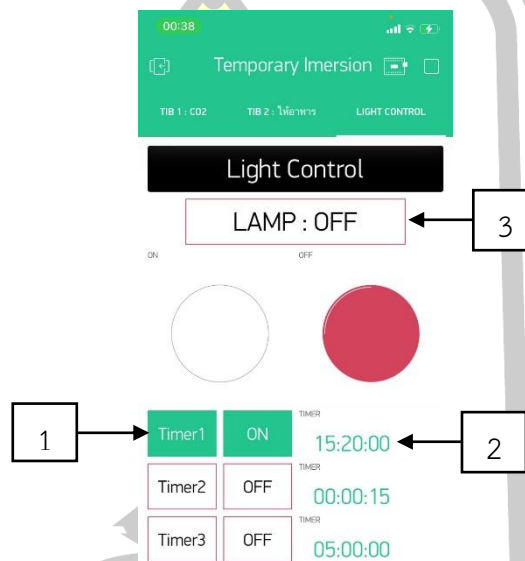 00:38
Temporary Imersion
TIB 1 : CO2 TIB 2 : ให้อาหาร LIGHT CONTROL
Light Control
LAMP : OFF
3
ON OFF
1
Timer1 ON TIMER 15:20:00
2
Timer2 OFF TIMER 00:00:15
Timer3 OFF TIMER 05:00:00